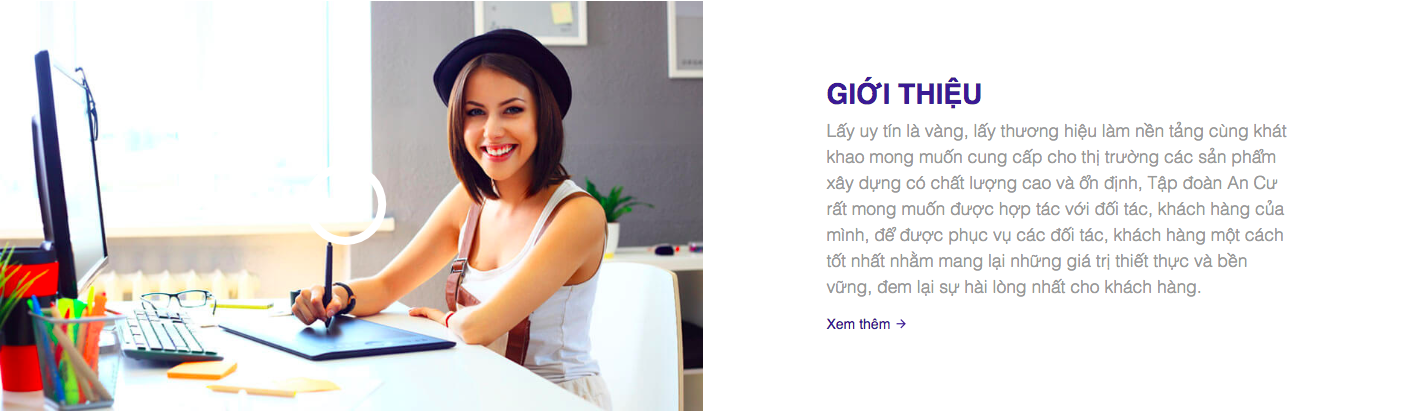 GIỚI THIỆU
Lấy uy tín là vàng, lấy thương hiệu làm nền tảng cùng khát
khao mong muốn cung cấp cho thị trường các sản phẩm
xây dựng có chất lượng cao và ổn định, Tập đoàn An Cư
rất mong muốn được hợp tác với đối tác, khách hàng của
mình, để được phục vụ các đối tác, khách hàng một cách
tốt nhất nhằm mang lại những giá trị thiết thực và bền
vững, đem lại sự hài lòng nhất cho khách hàng.
Xem thêm →